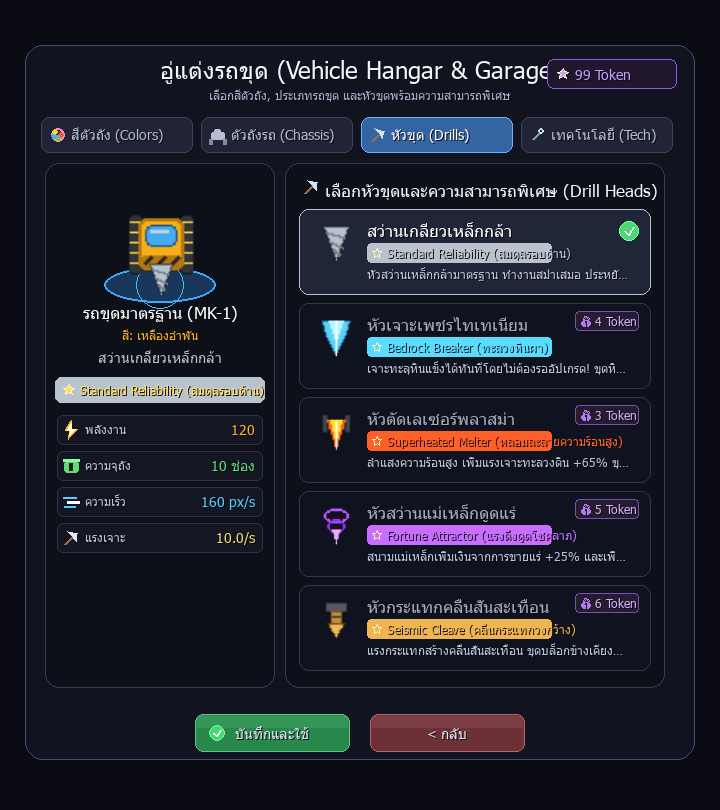 อู่แต่งรถขุด (Vehicle Hangar & Garage
99 Token
เลือกสีตัวถัง, ประเภทรถขุด และหัวขุดพร้อมความสามารถพิเศษ
สีตัวถัง (Colors)
ตัวถังรถ (Chassis)
หัวขุด (Drills)
เทคโนโลยี (Tech)
รถขุดมาตรฐาน (MK-1)
สี: เหลืองอำพัน
สว่านเกลียวเหล็กกล้า
Standard Reliability (สมดุลรอบด้าน)
พลังงาน 120
ความจุถัง 10 ช่อง
ความเร็ว 160 px/s
แรงเจาะ 10.0/s
เลือกหัวขุดและความสามารถพิเศษ (Drill Heads)
สว่านเกลียวเหล็กกล้า
Standard Reliability (สมดุลรอบด้าน)
หัวสว่านเหล็กกล้ามาตรฐาน ทำงานสม่ำเสมอ ประหยั...
หัวเจาะเพชรไทเทเนียม
4 Token
Bedrock Breaker (ทะลวงหินผา)
เจาะทะลุหินแข็งได้ทันทีโดยไม่ต้องรออัปเกรด! ขุดหิ...
หัวตัดเลเซอร์พลาสม่า
3 Token
Superheated Melter (หลอมละลายความร้อนสูง)
ลำแสงความร้อนสูง เพิ่มแรงเจาะทะลวงดิน +65% ข...
หัวสว่านแม่เหล็กดูดแร่
5 Token
Fortune Attractor (แรงดึงดูดโชคลาภ)
สนามแม่เหล็กเพิ่มเงินจากการขายแร่ +25% และเพิ่...
หัวกระแทกคลื่นสั่นสะเทือน
6 Token
Seismic Cleave (คลื่นกระแทกวงกว้าง)
แรงกระแทกสร้างคลื่นสั่นสะเทือน ขุดบล็อกข้างเคียง...
บันทึกและใช้
< กลับ